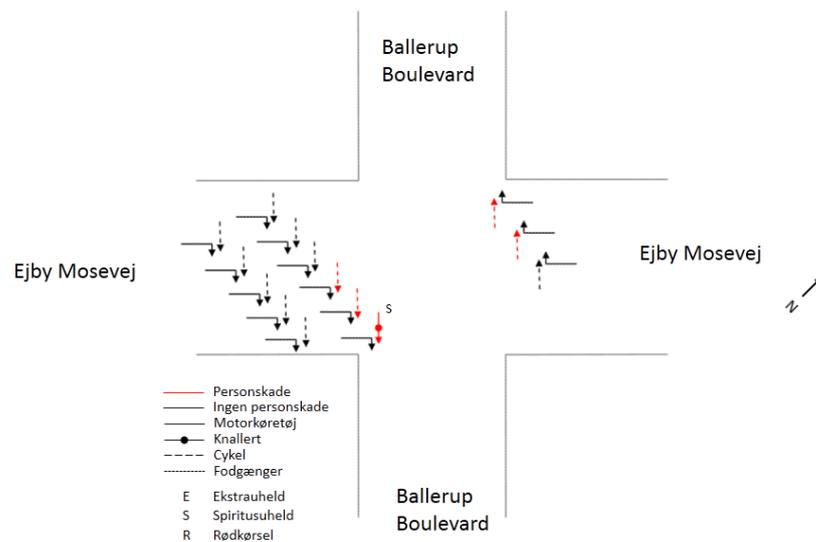 Ballerup
Boulevard
Ejby Mosevej
Ejby Mosevej
S
N
Personskade
Ingen personskade
Motorkøretøj
Knallert
Cykel
Fodgænger
E Ekstrauheld
S Spiritusuheld
R Rødkørsel
Ballerup
Boulevard